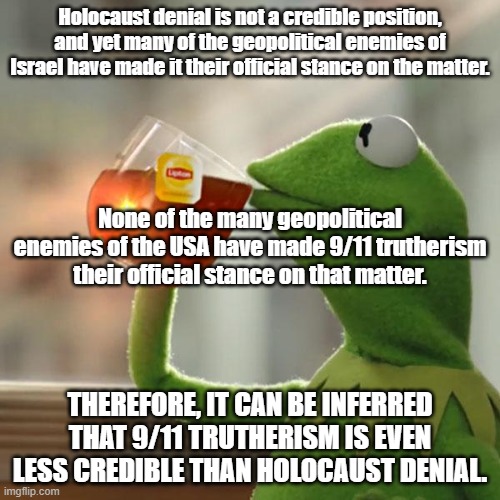 Holocaust denial is not a credible position,
and yet many of the geopolitical enemies of
Israel have made it their official stance on the matter.
Lipton
None of the many geopolitical
enemies of the USA have made 9/11 trutherism
their official stance on that matter.
THEREFORE, IT CAN BE INFERRED
THAT 9/11 TRUTHERISM IS EVEN
LESS CREDIBLE THAN HOLOCAUST DENIAL.
imgflip.com